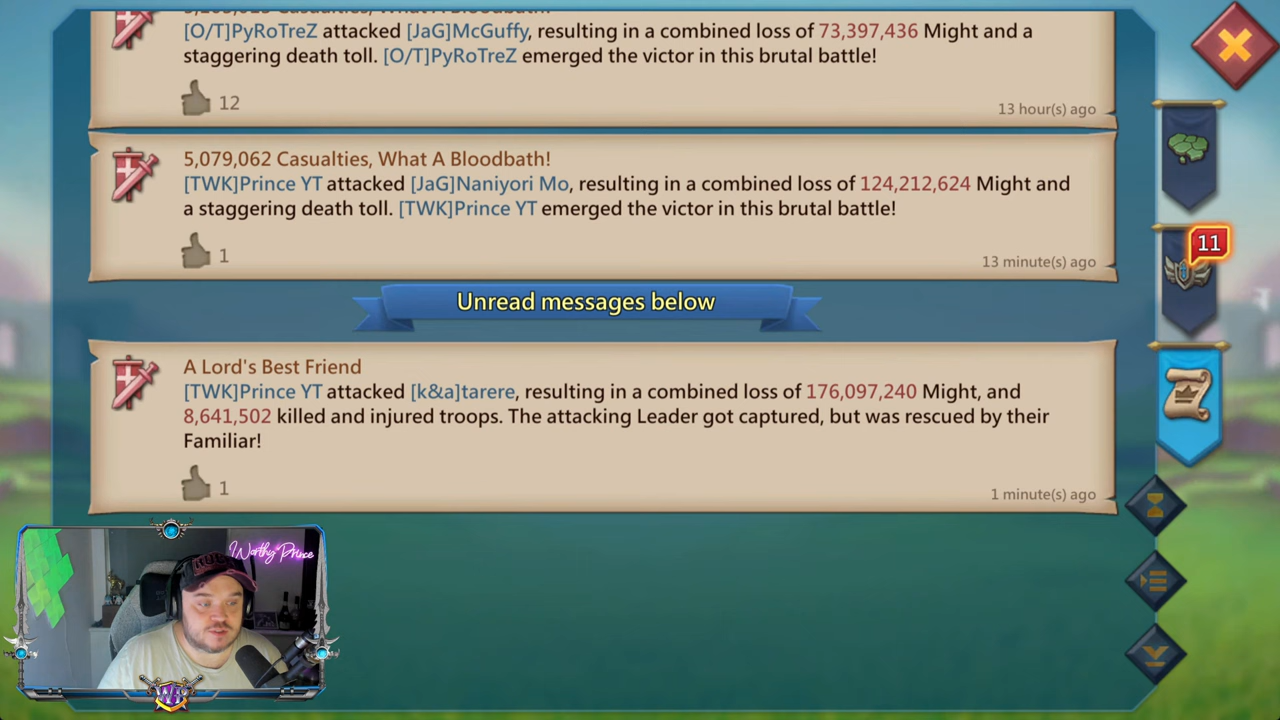 [O/T]PyRoTreZ attacked [JaG]McGuffy, resulting in a combined loss of 73,397,436 Might and a
staggering death toll. [O/T]PyRoTreZ emerged the victor in this brutal battle!
12
13 hour(s) ago
5,079,062 Casualties, What A Bloodbath!
[TWK]Prince YT attacked [JaG]Naniyori Mo, resulting in a combined loss of 124,212,624 Might and
a staggering death toll. [TWK]Prince YT emerged the victor in this brutal battle!
1
13 minute(s) ago
11
Unread messages below
A Lord's Best Friend
[TWK]Prince YT attacked [k&a]tarere, resulting in a combined loss of 176,097,240 Might, and
8,641,502 killed and injured troops. The attacking Leader got captured, but was rescued by their
Familiar!
1
1 minute(s) ago
Worthy Prince